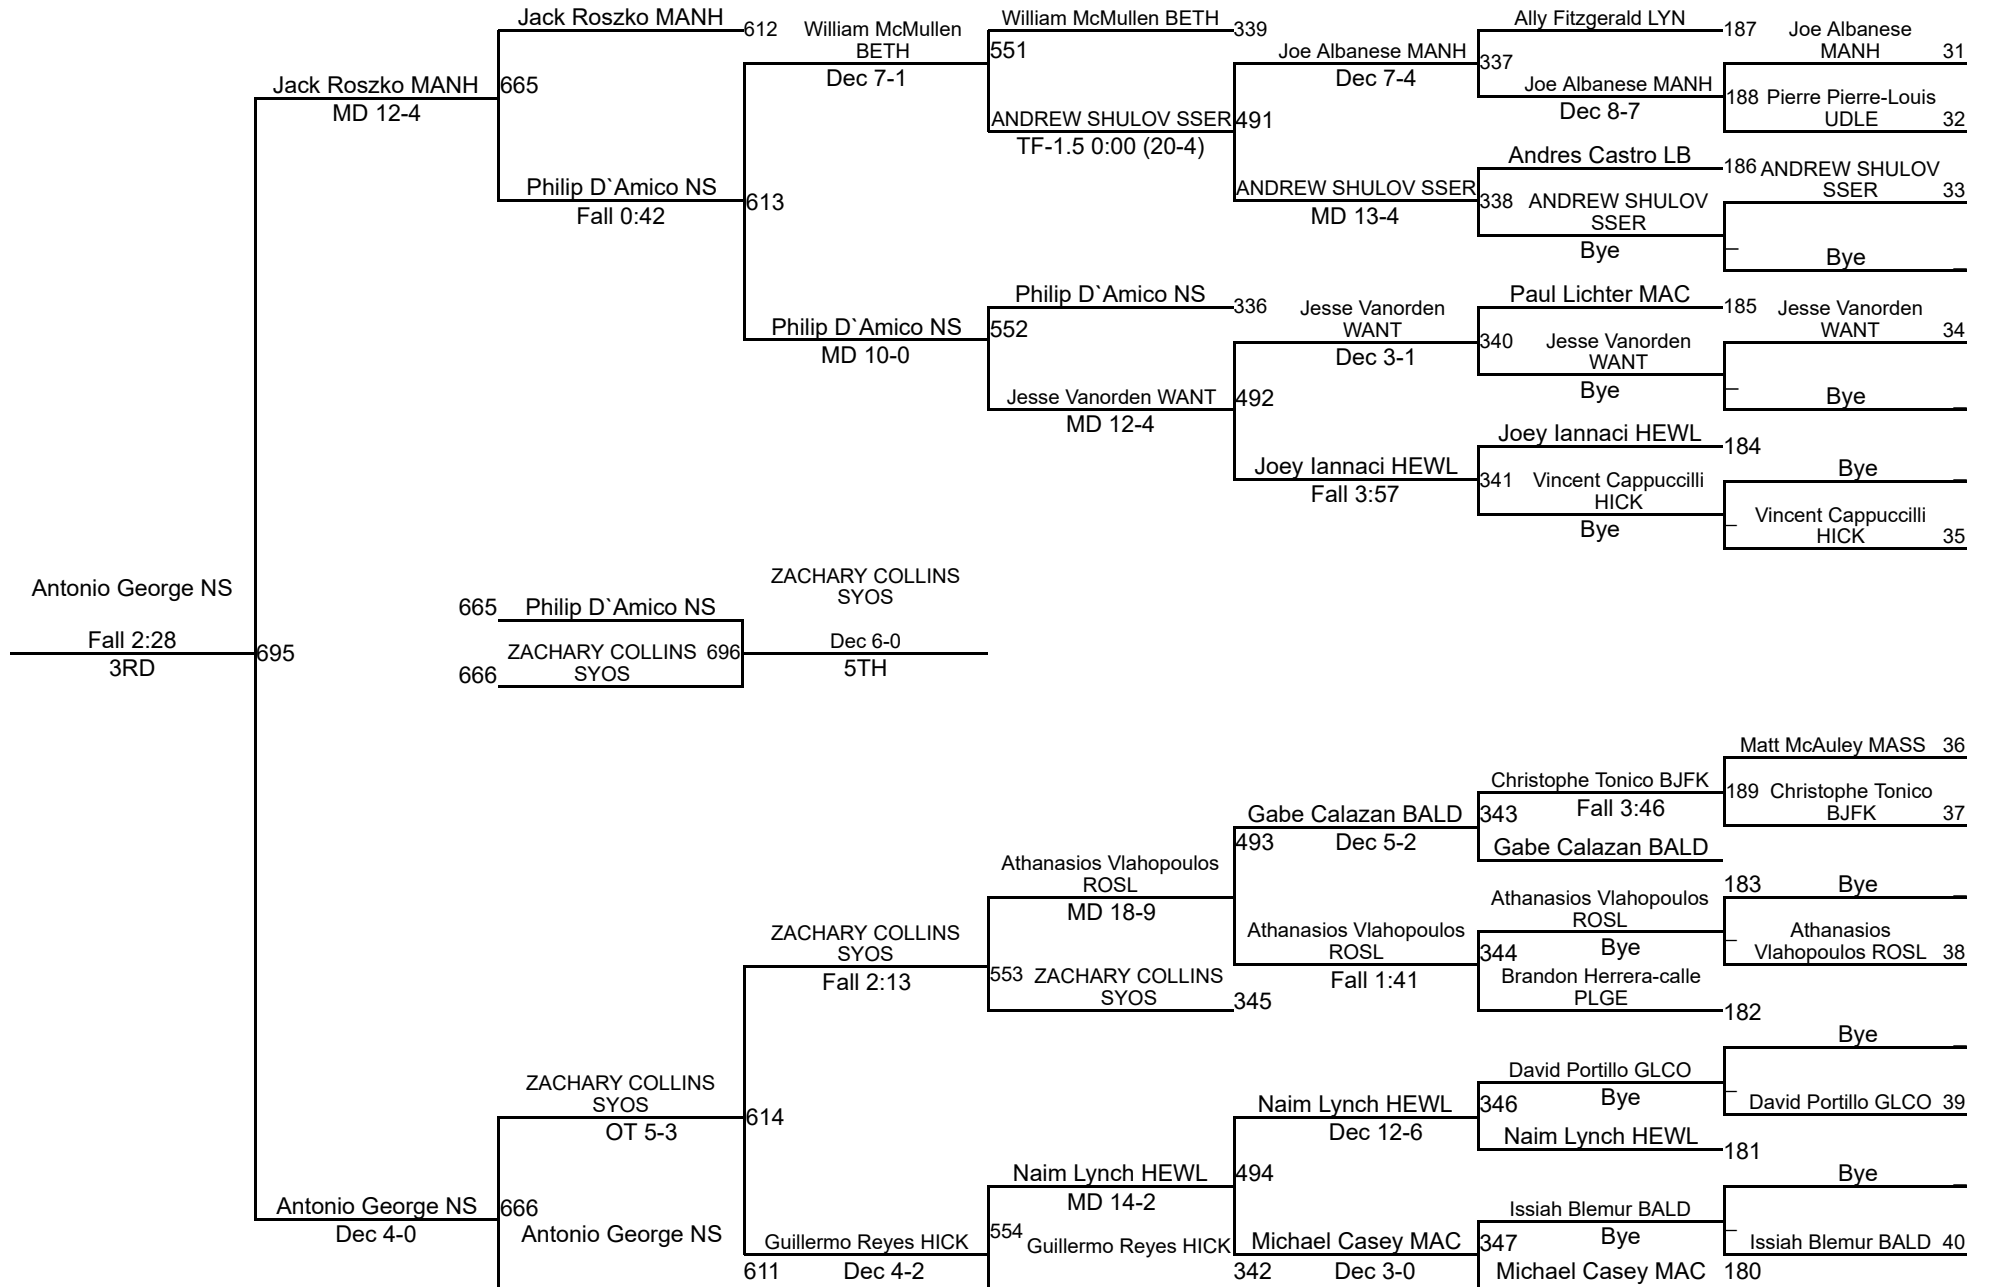 Jack Roszko MANH
612
William McMullen
BETH
Dec 7-1
William McMullen BETH
339
551
Joe Albanese MANH
Dec 7-4
Ally Fitzgerald LYN
187
337
Joe Albanese MANH
Dec 8-7
Joe Albanese
MANH 31
188 Pierre Pierre-Louis
UDLE 32
Jack Roszko MANH
MD 12-4
665
ANDREW SHULOV SSER
491
TF-1.5 0:00 (20-4)
Andres Castro LB
186 ANDREW SHULOV
SSER 33
ANDREW SHULOV SSER
MD 13-4
338 ANDREW SHULOV
SSER
Bye
Bye
Philip D`Amico NS
Fall 0:42
613
Philip D`Amico NS
336
Jesse Vanorden
WANT
Dec 3-1
Paul Lichter MAC
185 Jesse Vanorden
WANT 34
Philip D`Amico NS
MD 10-0
552
340 Jesse Vanorden
WANT
Bye
Bye
Jesse Vanorden WANT
492
MD 12-4
Joey Iannaci HEWL
184
Joey Iannaci HEWL
Fall 3:57
341 Vincent Cappuccilli
HICK
Bye
Bye
Vincent Cappuccilli
HICK 35
Antonio George NS
Fall 2:28
3RD
695
665 Philip D`Amico NS
ZACHARY COLLINS 696
666 SYOS
ZACHARY COLLINS
SYOS
Dec 6-0
5TH
Matt McAuley MASS 36
Christophe Tonico BJFK
Fall 3:46
189 Christophe Tonico
BJFK 37
Gabe Calazan BALD
Dec 5-2
343
493
Gabe Calazan BALD
Athanasios Vlahopoulos
ROSL
MD 18-9
183
Bye
Athanasios Vlahopoulos
ROSL
Bye
Athanasios
Vlahopoulos ROSL 38
ZACHARY COLLINS
SYOS
Fall 2:13
Athanasios Vlahopoulos
ROSL
Fall 1:41
344
553 ZACHARY COLLINS
SYOS
345
Brandon Herrera-calle
PLGE
182
Bye
ZACHARY COLLINS
SYOS
OT 5-3
614
Naim Lynch HEWL
Dec 12-6
David Portillo GLCO
Bye
346
David Portillo GLCO 39
Naim Lynch HEWL
181
Naim Lynch HEWL
MD 14-2
494
Bye
Antonio George NS
Dec 4-0
666
Antonio George NS
Guillermo Reyes HICK
611
Dec 4-2
554
Guillermo Reyes HICK
342
Michael Casey MAC
Dec 3-0
Issiah Blemur BALD
Bye
347
Issiah Blemur BALD 40
Michael Casey MAC
180